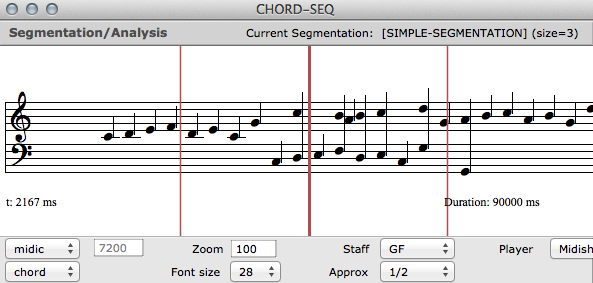 CHORD-SEQ
Segmentation/Analysis Current Segmentation: [SIMPLE-SEGMENTATION] (size=3)
t: 2167 ms Duration: 90000 ms
midic 7200 Zoom 100 Staff GF Player Midish
chord Font size 28 Approx 1/2